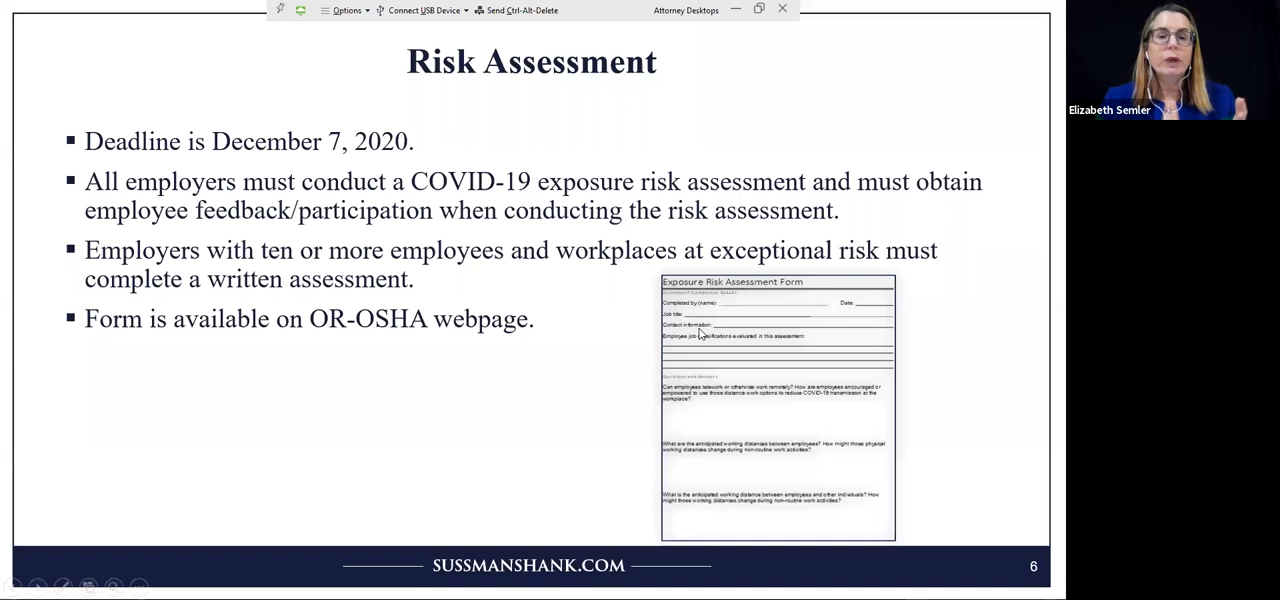 Options
Connect USB Device
Send Ctrl-Alt-Delete
Attorney Desktops
Risk Assessment
Elizabeth Semler
▪ Deadline is December 7, 2020.
▪ All employers must conduct a COVID-19 exposure risk assessment and must obtain
employee feedback/participation when conducting the risk assessment.
▪ Employers with ten or more employees and workplaces at exceptional risk must
complete a written assessment.
▪ Form is available on OR-OSHA webpage.
Exposure Risk Assessment Form
Completed by (name): Date:
Job title:
Contact information:
Employee job evaluated in this assessment:
Can employees telework or otherwise work remotely? How are employees encouraged or
empowered to use those distance work options to reduce COVID-19 transmission at the
workplace?
What are the anticipated working distances between employees? How might those physical
working distances change during non-routine work activities?
What is the anticipated working distance between employees and other individuals? How
might those working distances change during non-routine work activities?
SUSSMANSHANK.COM
6